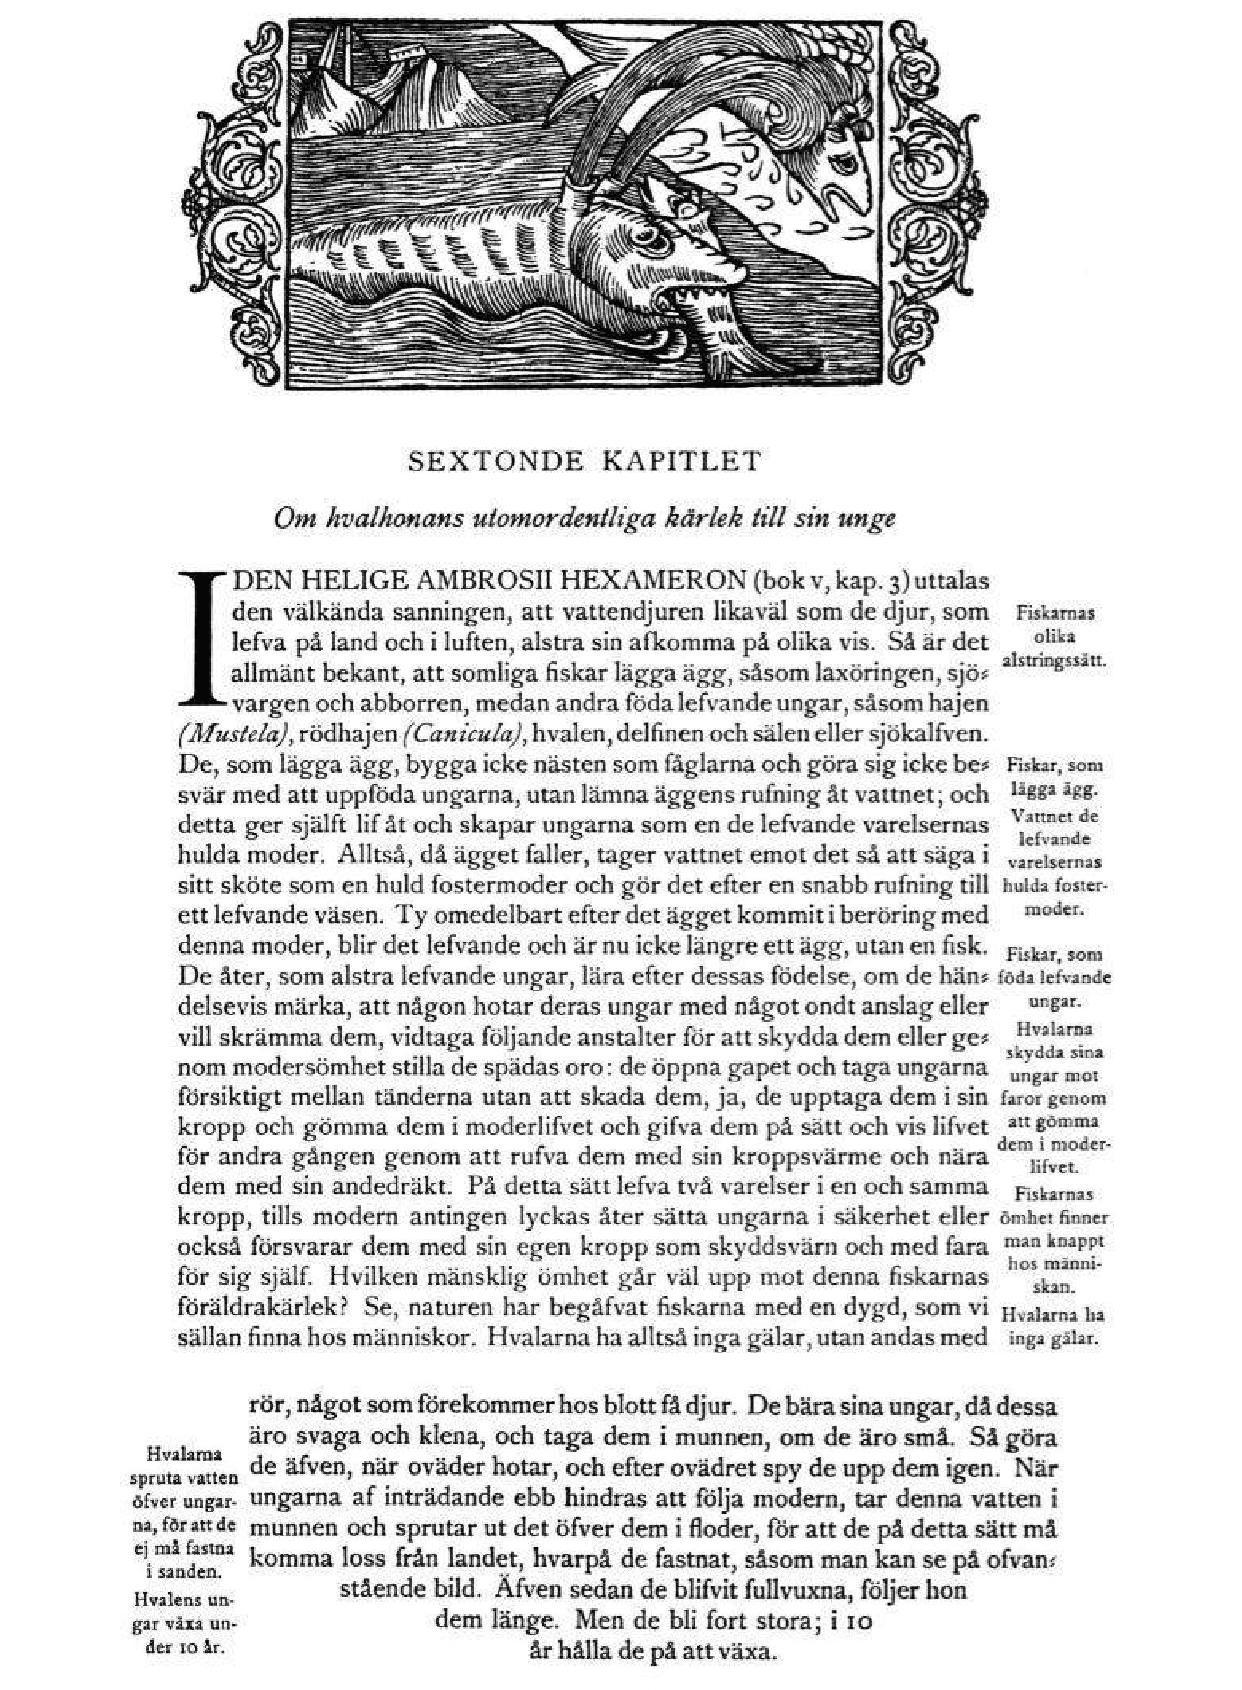 SEXTONDE KAPITLET
Om hvalhonans utomordentliga kärlek till sin unge
I DEN HELIGE AMBROSII HEXAMERON (bok v, kap. 3) uttalas
den välkända sanningen, att vattendjuren likaväl som de djur, som
lefva på land och i luften, alstra sin afkomma på olika vis. Så är det
allmänt bekant, att somliga fiskar lägga ägg, såsom laxöringen, sjö⸗
vargen och abborren, medan andra föda lefvande ungar, såsom hajen
(Mustela), rödhajen (Canicula), hvalen, delfinen och sälen eller sjökalfven.
De, som lägga ägg, bygga icke nästen som fåglarna och göra sig icke be⸗
svär med att uppföda ungarna, utan lämna äggens rufning åt vattnet; och
detta ger självt lif åt och skapar ungarna som en de lefvande varelsernas
hulda moder. Alltså, då ägget faller, tager vattnet emot det så att säga i
sitt sköte som en huld fostermoder och gör det efter en snabb rufning till
ett lefvande väsen. Ty omedelbart efter det ägget kommit i beröring med
denna moder, blir det lefvande och är nu icke längre ett ägg, utan en fisk.
De åter, som alstra lefvande ungar, lära efter dessas födelse, om de hän⸗
delsevis märka, att någon hotar deras ungar med något ondt anslag eller
vill skrämma dem, vidtaga följande anstalter för att skydda dem eller ge⸗
nom modersömhet stilla de spädas oro: de öppna gapet och taga ungarna
försiktigt mellan tänderna utan att skada dem, ja, de upptaga dem i sin
kropp och gömma dem i moderlifvet och gifva dem på sätt och vis lifvet
för andra gången genom att rufva dem med sin kroppsvärme och nära
dem med sin andedräkt. På detta sätt lefva två varelser i en och samma
kropp, tills modern antingen lyckas åter sätta ungarna i säkerhet eller
också försvarar dem med sin egen kropp som skyddsvärn och med fara
för sig själf. Hvilken mänsklig ömhet går väl upp mot denna fiskarnas
föräldrakärlek? Se, naturen har begåfvat fiskarna med en dygd, som vi
sällan finna hos människor. Hvalarna ha alltså inga gälar, utan andas med
Fiskarnas
olika
alstringssätt.
Fiskar, som
lägga ägg.
Vattnet de
lefvande
varelsernas
hulda foster-
moder.
Fiskar, som
föda lefvande
ungar.
Hvalarna
skydda sina
ungar mot
faror genom
att gömma
dem i moder-
lifvet.
Fiskarnas
ömhet finner
man knappt
hos männi-
skan.
Hvalarna ha
inga gälar.
rör, något som förekommer hos blott få djur. De bära sina ungar, då dessa
äro svaga och klena, och taga dem i munnen, om de äro små. Så göra
de äfven, när oväder hotar, och efter ovädret spy de upp dem igen. När
ungarna af inträdande ebb hindras att följa modern, tar denna vatten i
munnen och sprutar ut det öfver dem i floder, för att de på detta sätt må
komma loss från landet, hvarpå de fastnat, såsom man kan se på ofvan⸗
stående bild. Äfven sedan de blifvit fullvuxna, följer hon
dem länge. Men de bli fort stora; i 10
år hålla de på att växa.
Hvalarna
spruta vatten
öfver ungar-
na, för att de
ej må fastna
i sanden.
Hvalens un-
gar växa un-
der 10 år.